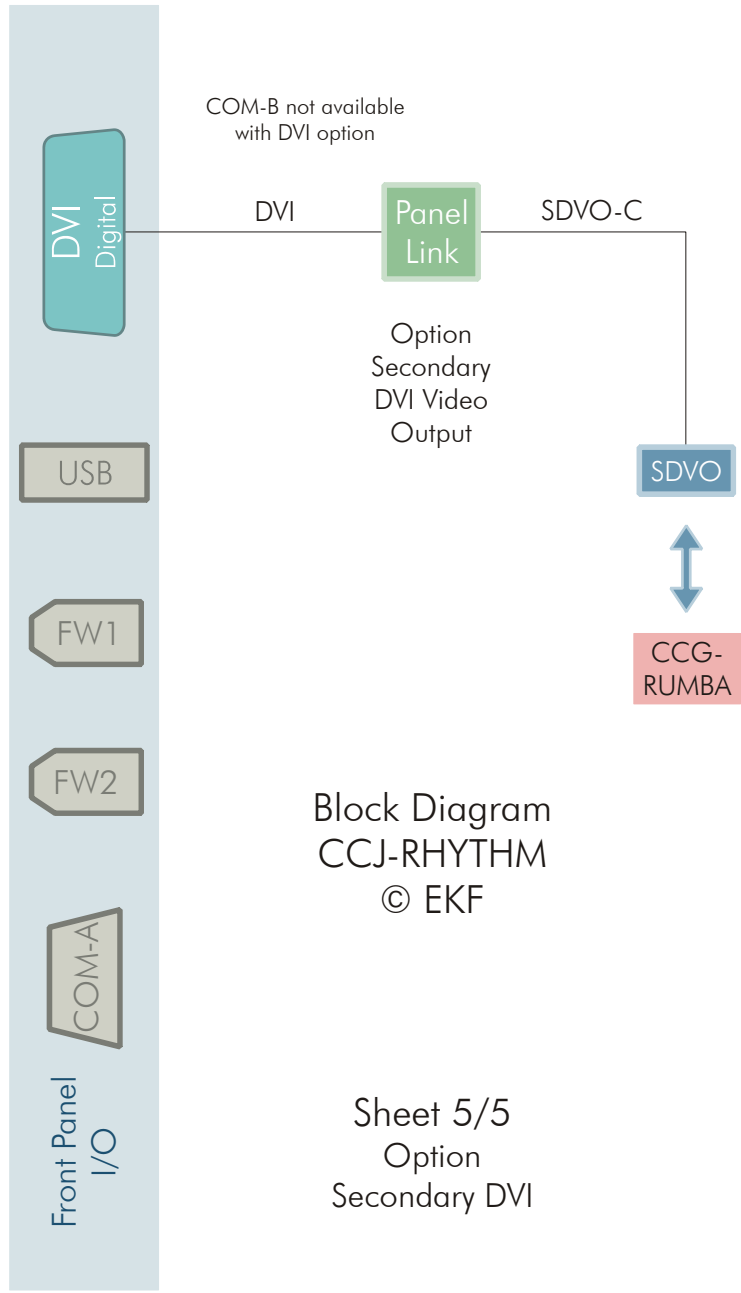 COM-B not available
with DVI option
DVI
Digital
DVI
Panel
Link
SDVO-C
Option
Secondary
DVI Video
Output
USB
SDVO
FW1
CCG-
RUMBA
FW2
Block Diagram
CCJ-RHYTHM
© EKF
COM-A
Front Panel
I/O
Sheet 5/5
Option
Secondary DVI